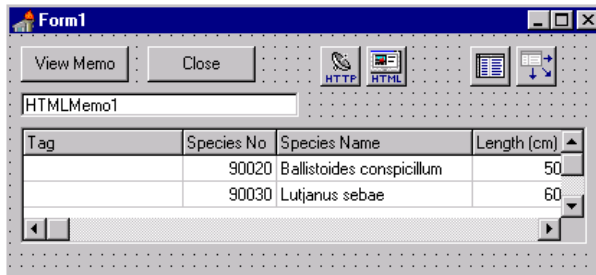 Form1
View Memo Close HTTP HTML
HTMLMemo1
Tag Species No Species Name Length (cm)
90020 Ballistoides conspicillum 50
90030 Lutjanus sebae 60